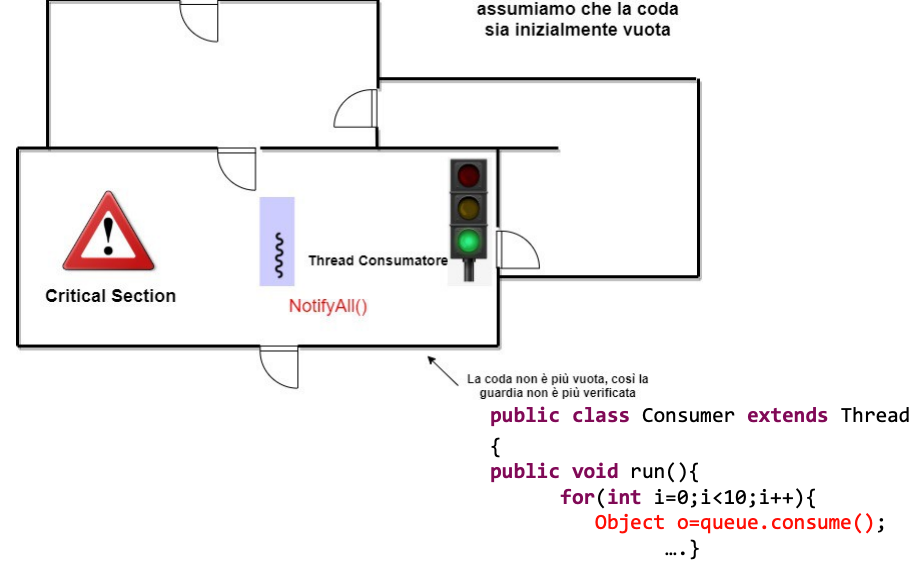 assumiamo che la coda
sia inizialmente vuota
Thread Consumatore
Critical Section
NotifyAll()
La coda non è più vuota, così la
guardia non è più verificata
public class Consumer extends Thread
{
public void run(){
for(int i=0;i<10;i++){
Object o=queue.consume();
….}